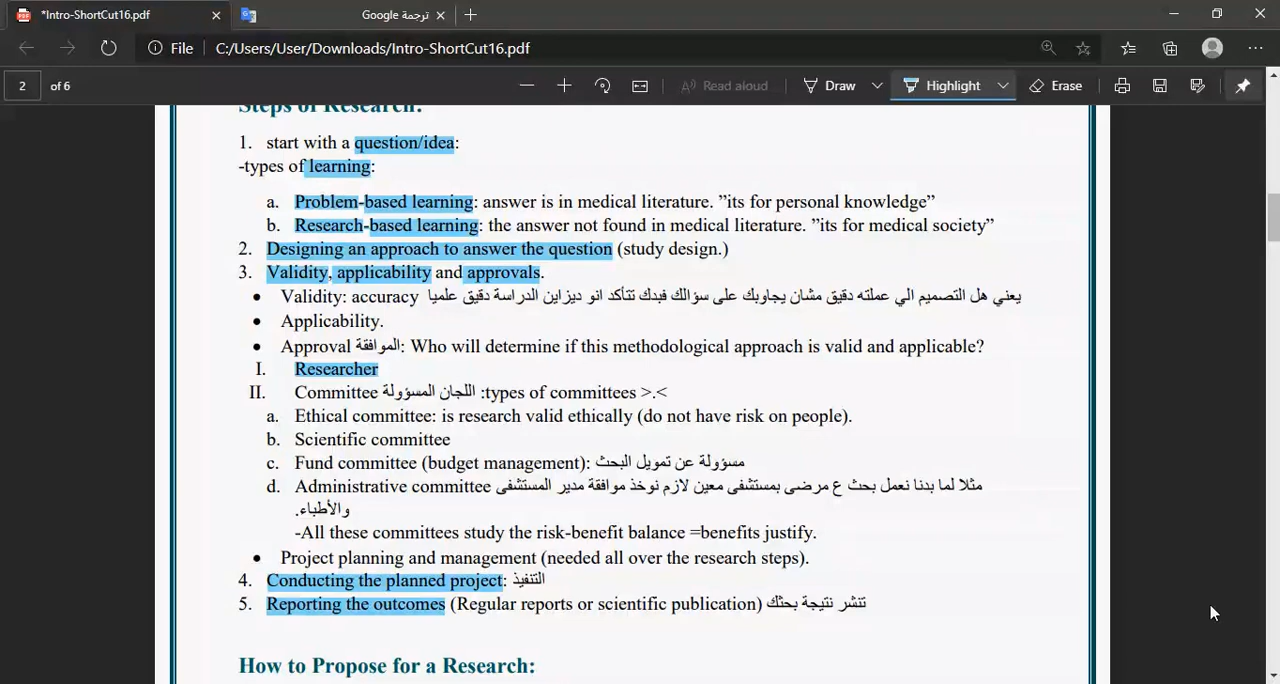 *Intro-ShortCut16.pdf
ترجمة Google
File C:/Users/User/Downloads/Intro-ShortCut16.pdf
2 of 6
Read aloud Draw Highlight Erase
Steps of Research:
1. start with a question/idea:
-types of learning:
a. Problem-based learning: answer is in medical literature. ”its for personal knowledge”
b. Research-based learning: the answer not found in medical literature. ”its for medical society”
2. Designing an approach to answer the question (study design.)
3. Validity, applicability and approvals.
• Validity: accuracy يعني هل التصميم الي عملته دقيق مشان يجاوبك على سؤالك فبدك تتأكد انو ديزاين الدراسة دقيق علميا
• Applicability.
• Approval الموافقة: Who will determine if this methodological approach is valid and applicable?
I. Researcher
II. Committee اللجان المسؤولة :types of committees >.<
a. Ethical committee: is research valid ethically (do not have risk on people).
b. Scientific committee
c. Fund committee (budget management): مسؤولة عن تمويل البحث
d. Administrative committee مثلا لما بدنا نعمل بحث ع مرضى بمستشفى معين لازم نوخذ موافقة مدير المستشفى
والأطباء.
-All these committees study the risk-benefit balance =benefits justify.
• Project planning and management (needed all over the research steps).
4. Conducting the planned project: التنفيذ
5. Reporting the outcomes (Regular reports or scientific publication) تنشر نتيجة بحثك
How to Propose for a Research: